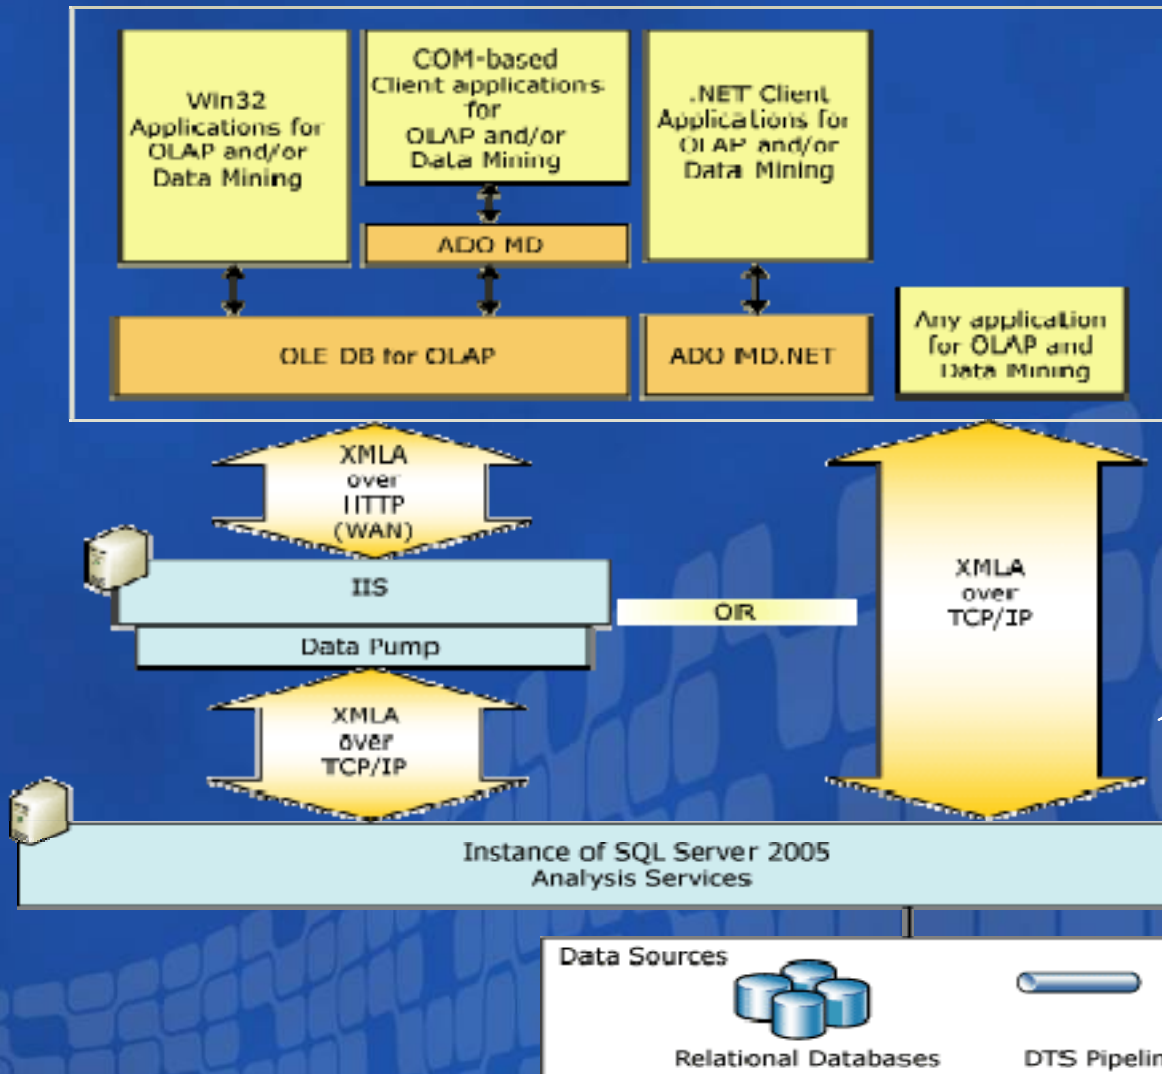 Win32
Applications for
OLAP and/or
Data Mining
COM-based
Client applications
for
OLAP and/or
Data Mining
.NET Client
Applications for
OLAP and/or
Data Mining
ADO MD
OLE DB for OLAP
ADO MD.NET
Any application
for OLAP and
Data Mining
XMLA
over
HTTP
(WAN)
IIS
Data Pump
OR
XMLA
over
TCP/IP
XMLA
over
TCP/IP
Instance of SQL Server 2005
Analysis Services
Data Sources
Relational Databases
DTS Pipelin